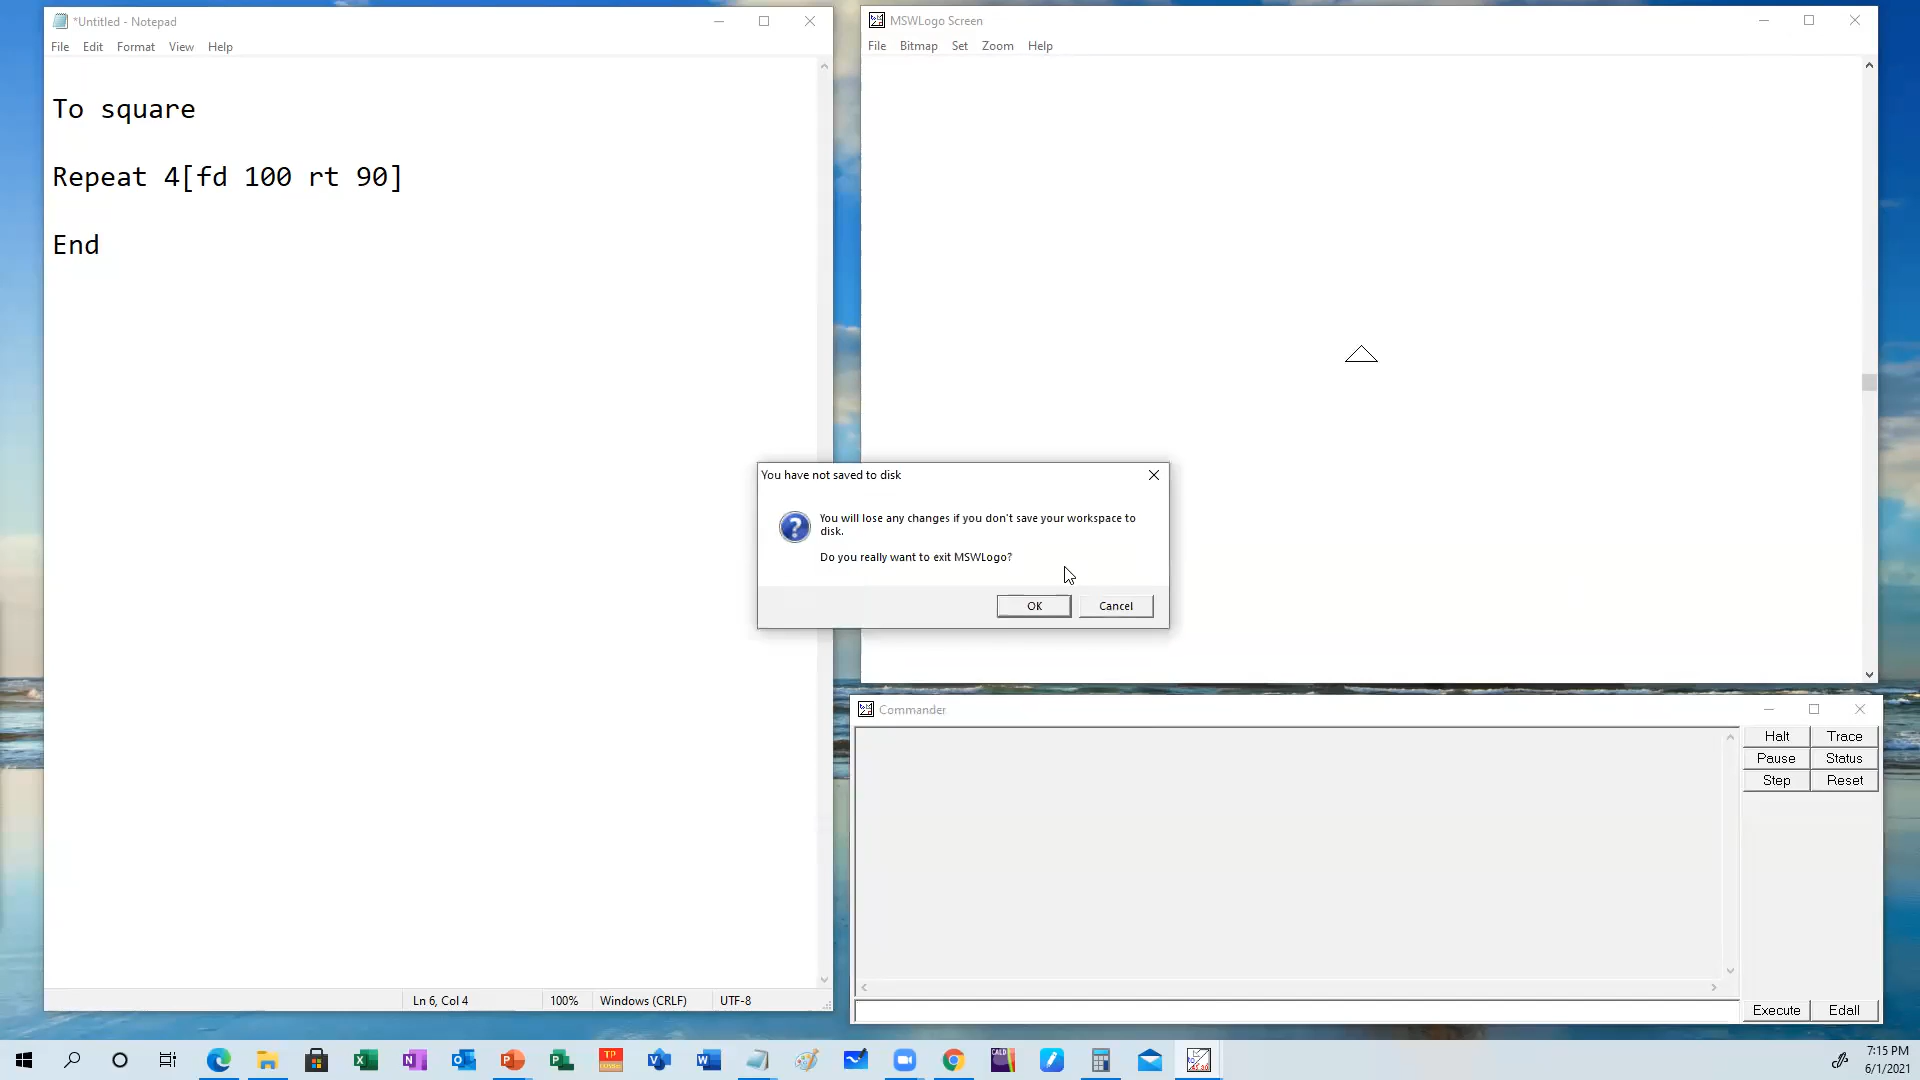 *Untitled - Notepad
File Edit Format View Help
To square
Repeat 4[fd 100 rt 90]
End
Ln 6, Col 4 100% Windows (CRLF) UTF-8
MSWLogo Screen
File Bitmap Set Zoom Help
You have not saved to disk
You will lose any changes if you don't save your workspace to
disk.
Do you really want to exit MSWLogo?
OK Cancel
Commander
Halt Trace
Pause Status
Step Reset
Execute Edall
7:15 PM
6/1/2021